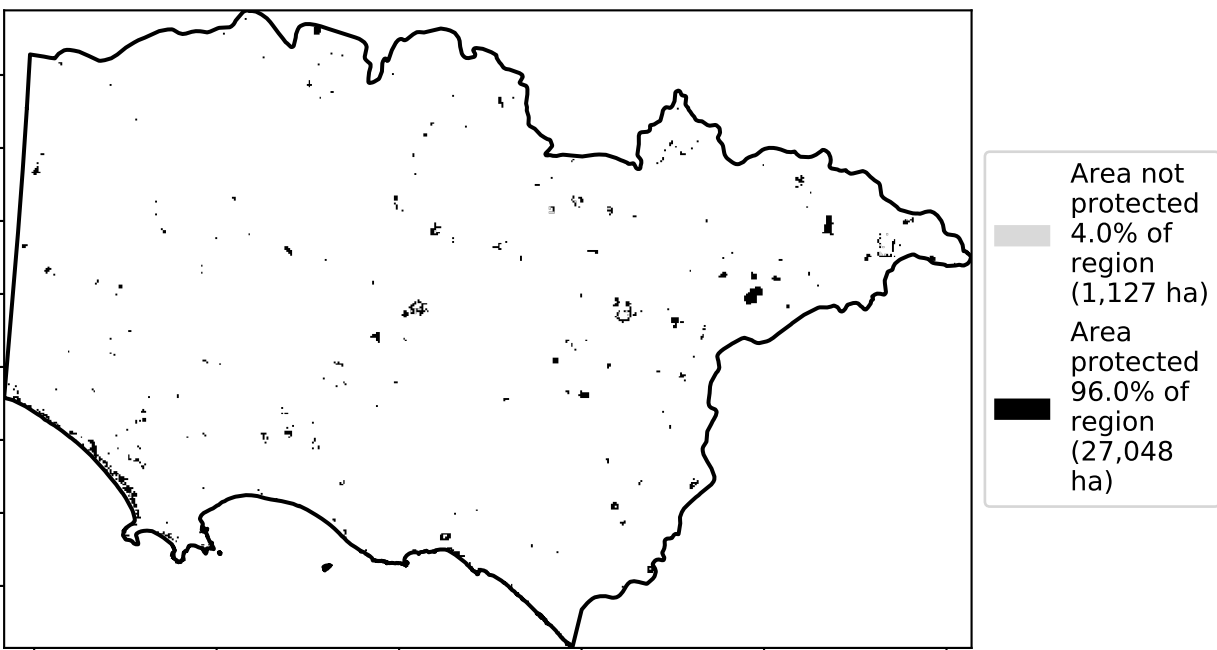 Area not
protected
4.0% of
region
(1,127 ha)
Area
protected
96.0% of
region
(27,048
ha)